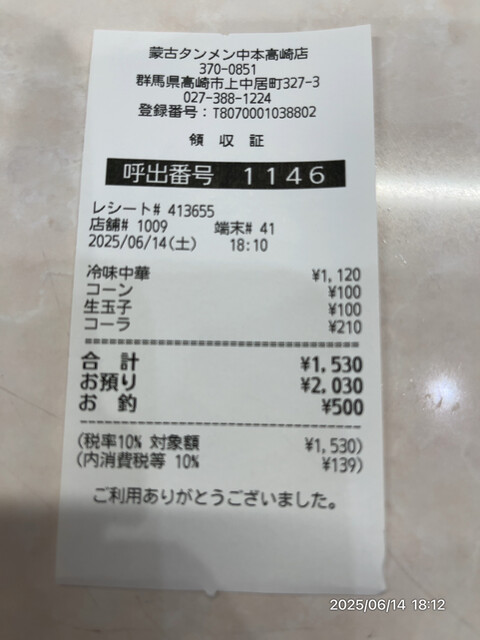 蒙古タンメン中本高崎店
370-0851
群馬県高崎市上中居町327-3
027-388-1224
登録番号：T8070001038802
領 収 証
呼出番号 1146
レシート# 413655
店舗# 1009 端末# 41
2025/06/14(土) 18:10
冷味中華 ¥1,120
コーン ¥100
生玉子 ¥100
コーラ ¥210
合 計 ¥1,530
お預り ¥2,030
お 釣 ¥500
(税率10% 対象額 ¥1,530)
(内消費税等 10% ¥139)
ご利用ありがとうございました。
2025/06/14 18:12